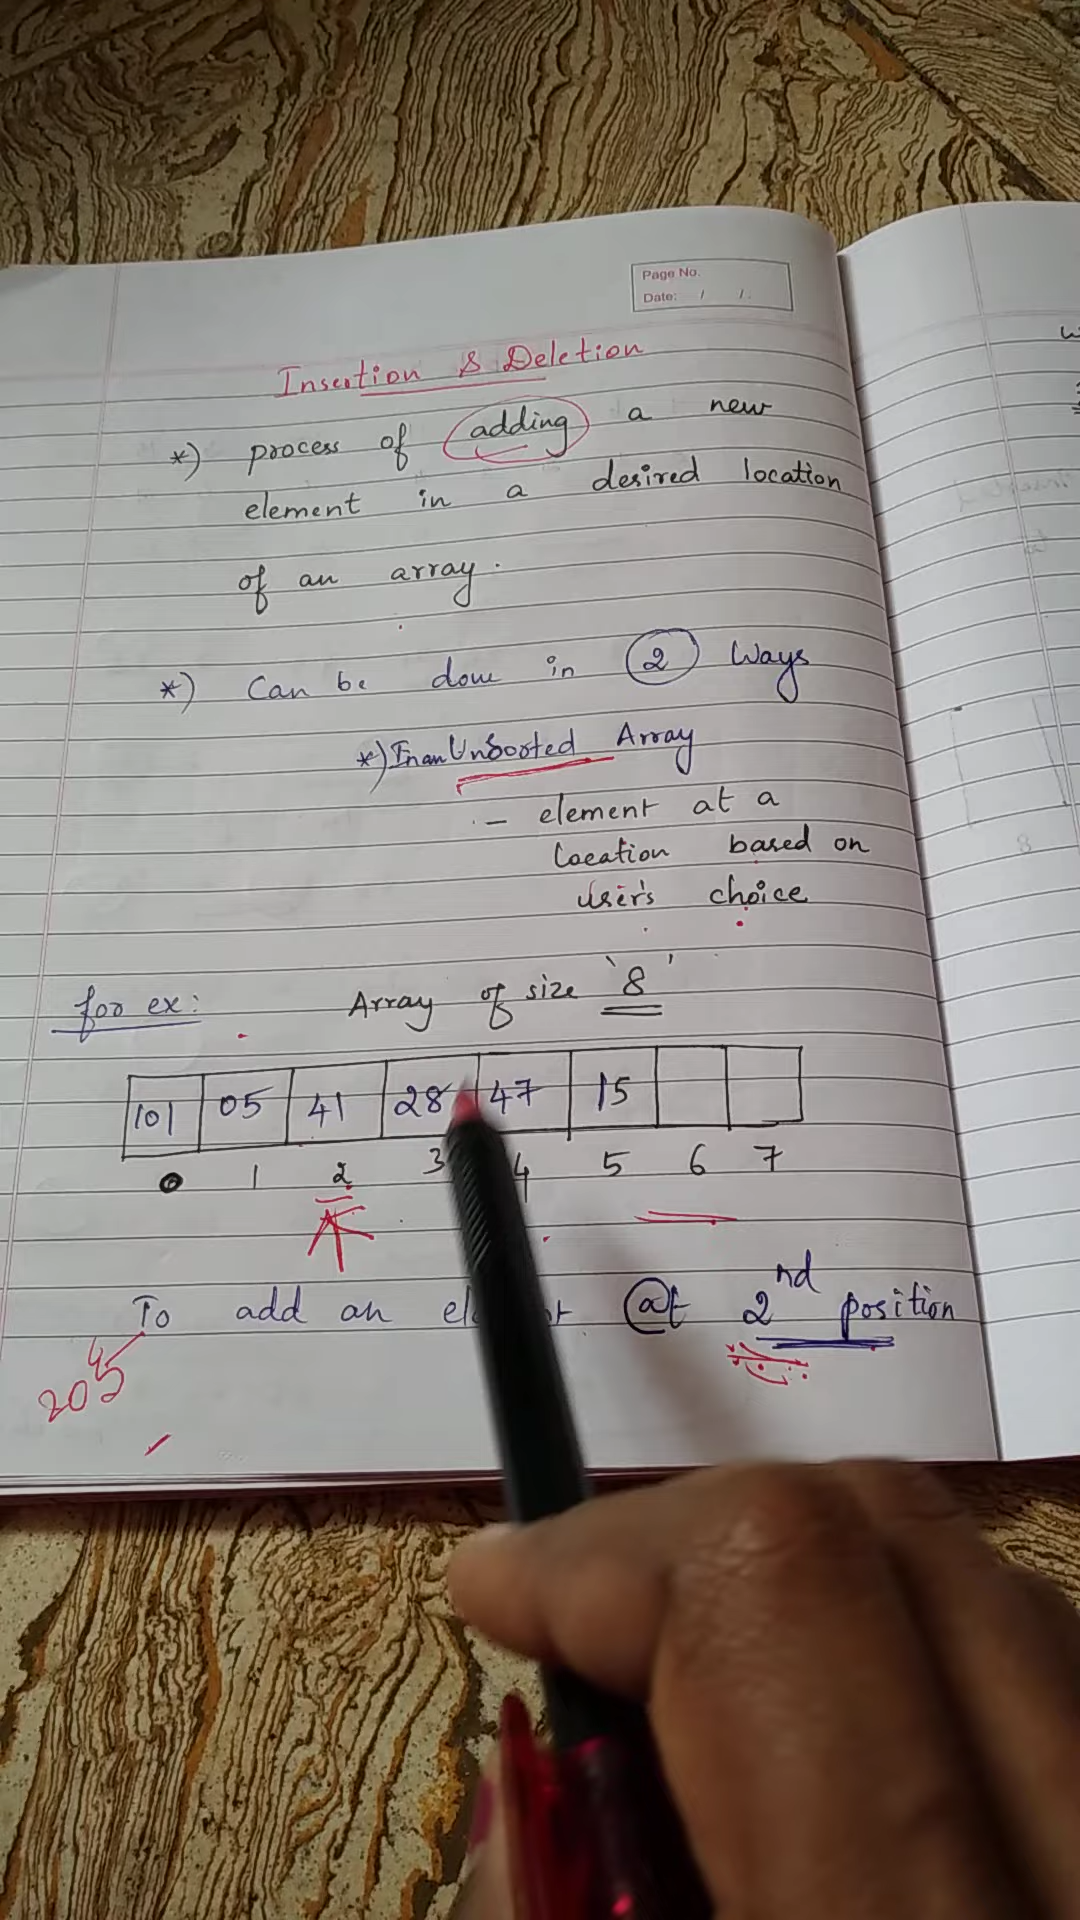 Page No.
Date: / /
Insertion & Deletion
*) process of adding a new
element in a desired location
of an array.
*) Can be done in 2 Ways
*) In an Unsorted Array
- element at a
location based on
user's choice
for ex: Array of size '8'
101 05 41 28 47 15
0 1 2 3 4 5 6 7
To add an @ 2nd position
205